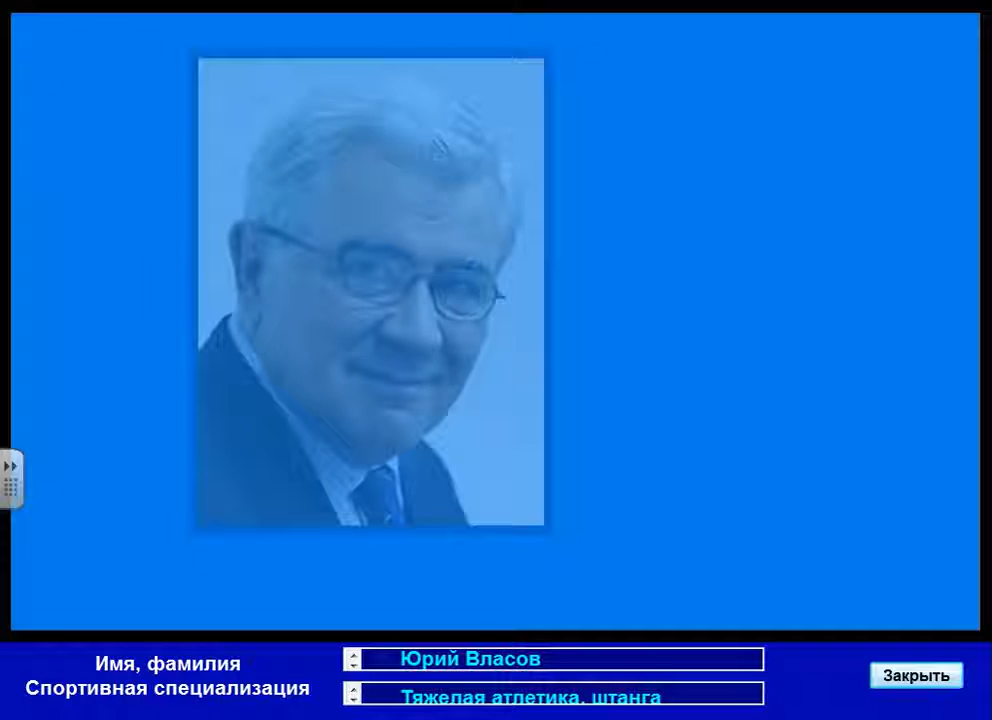 Имя, фамилия
Юрий Власов
Спортивная специализация
Тяжелая атлетика, штанга
Закрыть